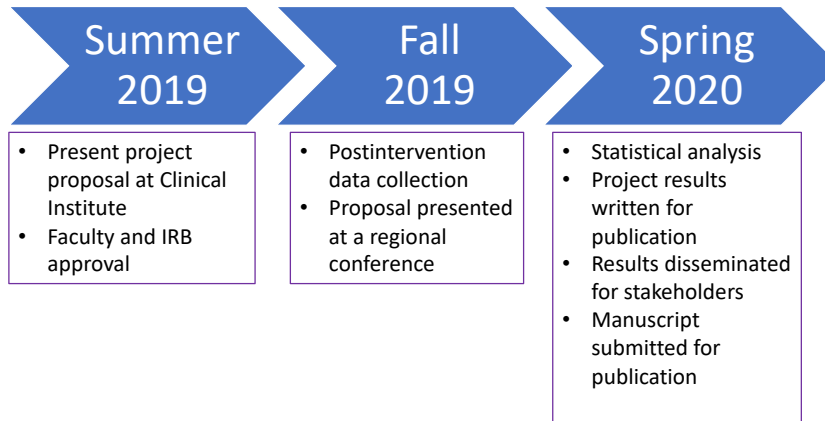 Summer
2019
• Present project
proposal at Clinical
Institute
• Faculty and IRB
approval
Fall
2019
• Postintervention
data collection
• Proposal presented
at a regional
conference
Spring
2020
• Statistical analysis
• Project results
written for
publication
• Results disseminated
for stakeholders
• Manuscript
submitted for
publication